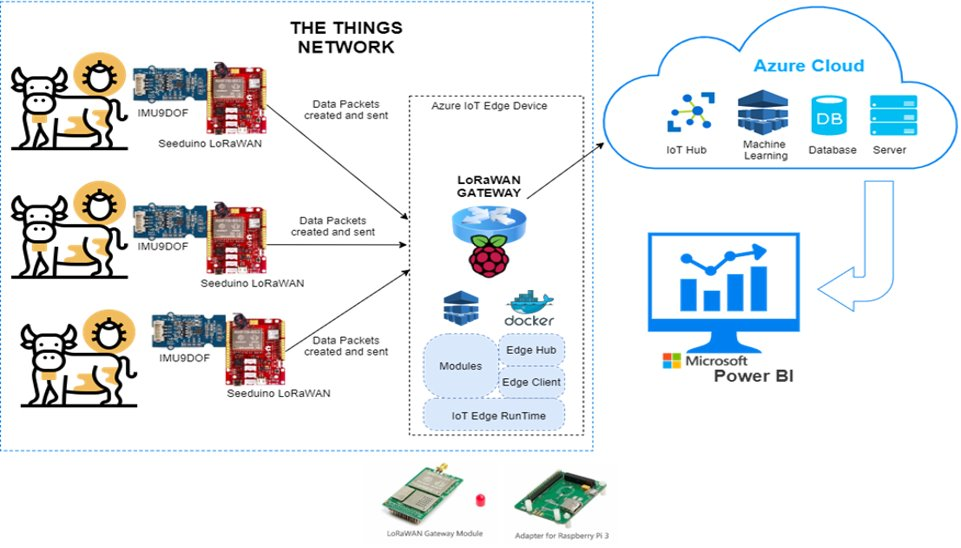 THE THINGS
NETWORK
IMU9DOF
Seeduino LoRaWAN
Data Packets
created and sent
IMU9DOF
Seeduino LoRaWAN
Data Packets
created and sent
IMU9DOF
Seeduino LoRaWAN
Data Packets
created and sent
Azure IoT Edge Device
LoRaWAN
GATEWAY
docker
Modules
Edge Hub
Edge Client
IoT Edge RunTime
Azure Cloud
DB
IoT Hub
Machine
Learning
Database
Server
Microsoft
Power BI
LoRaWAN Gateway Module
Adapter for Raspberry Pi 3